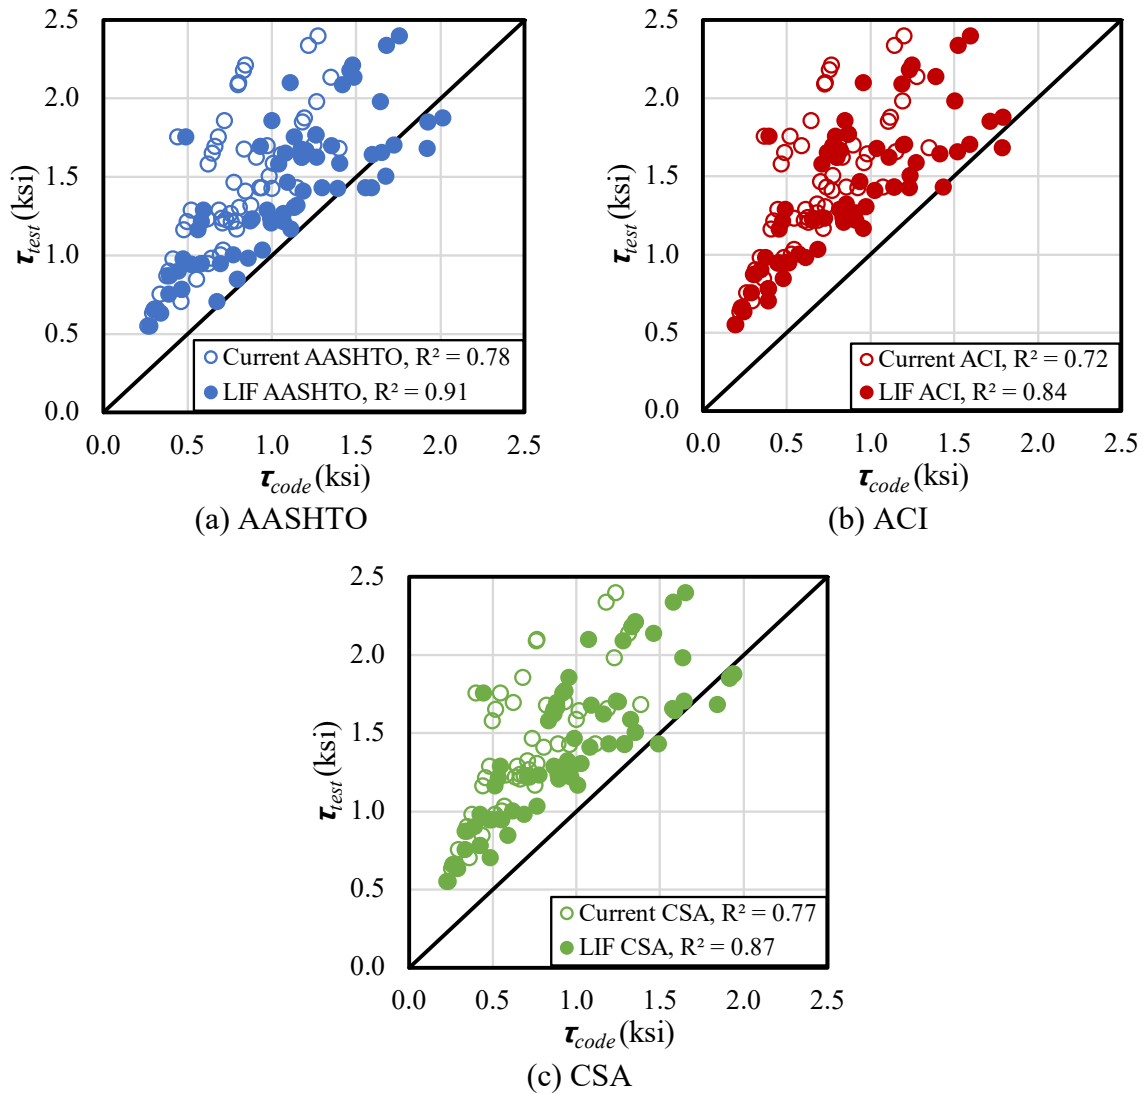 2.5
2.0
1.5
1.0
0.5
0.0
τtest (ksi)
Current AASHTO, R² = 0.78
LIF AASHTO, R² = 0.91
0.0 0.5 1.0 1.5 2.0 2.5
τcode (ksi)
(a) AASHTO
2.5
2.0
1.5
1.0
0.5
0.0
τtest (ksi)
Current ACI, R² = 0.72
LIF ACI, R² = 0.84
0.0 0.5 1.0 1.5 2.0 2.5
τcode (ksi)
(b) ACI
2.5
2.0
1.5
1.0
0.5
0.0
τtest (ksi)
Current CSA, R² = 0.77
LIF CSA, R² = 0.87
0.0 0.5 1.0 1.5 2.0 2.5
τcode (ksi)
(c) CSA